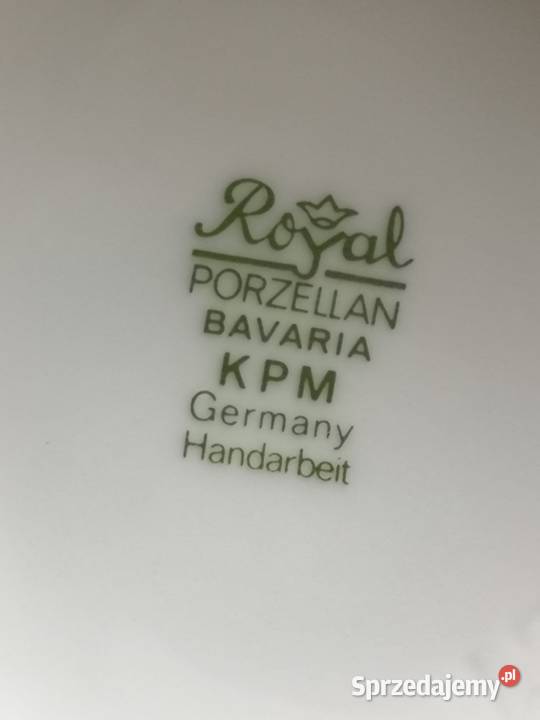 Royal
PORZELLAN
BAVARIA
KPM
Germany
Handarbeit
Sprzedajemy.pl